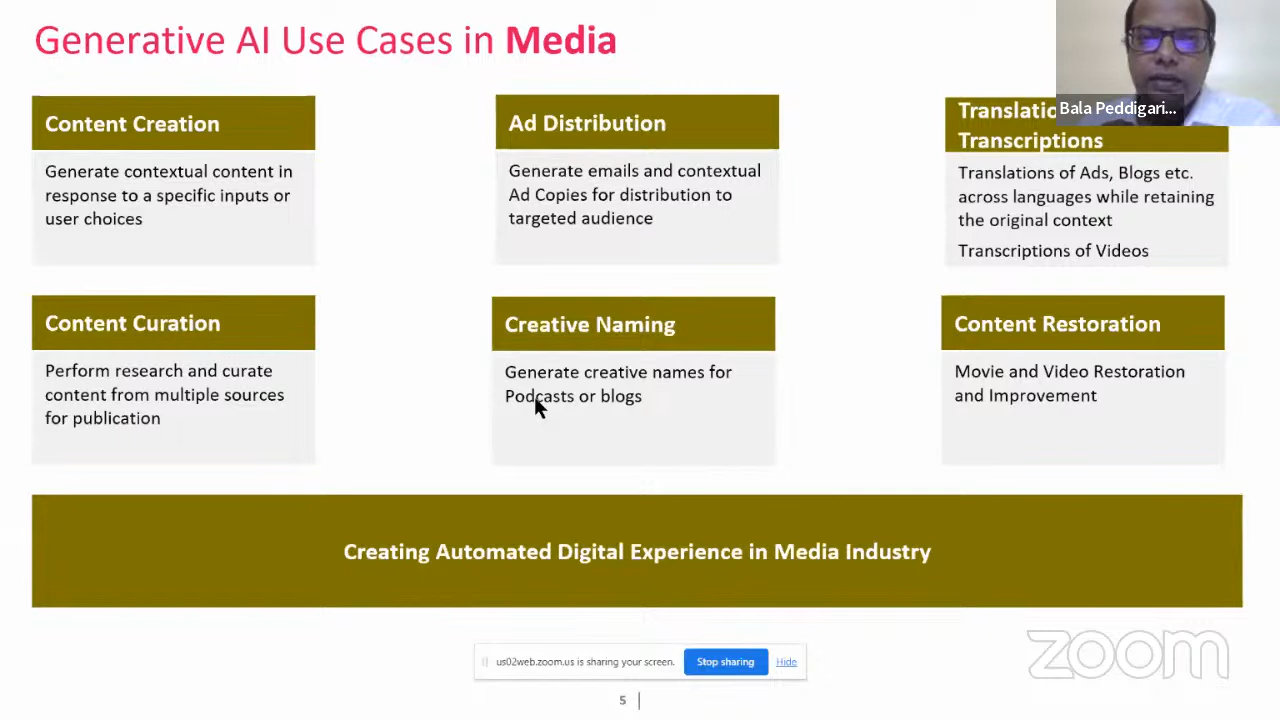 Generative AI Use Cases in Media
Bala Peddigari...
Content Creation
Generate contextual content in
response to a specific inputs or
user choices
Ad Distribution
Generate emails and contextual
Ad Copies for distribution to
targeted audience
Transcriptions
Translations of Ads, Blogs etc.
across languages while retaining
the original context
Transcriptions of Videos
Content Curation
Perform research and curate
content from multiple sources
for publication
Creative Naming
Generate creative names for
Podcasts or blogs
Content Restoration
Movie and Video Restoration
and Improvement
Creating Automated Digital Experience in Media Industry
zoom
us02web.zoom.us is sharing your screen.
Stop sharing
Hide
5